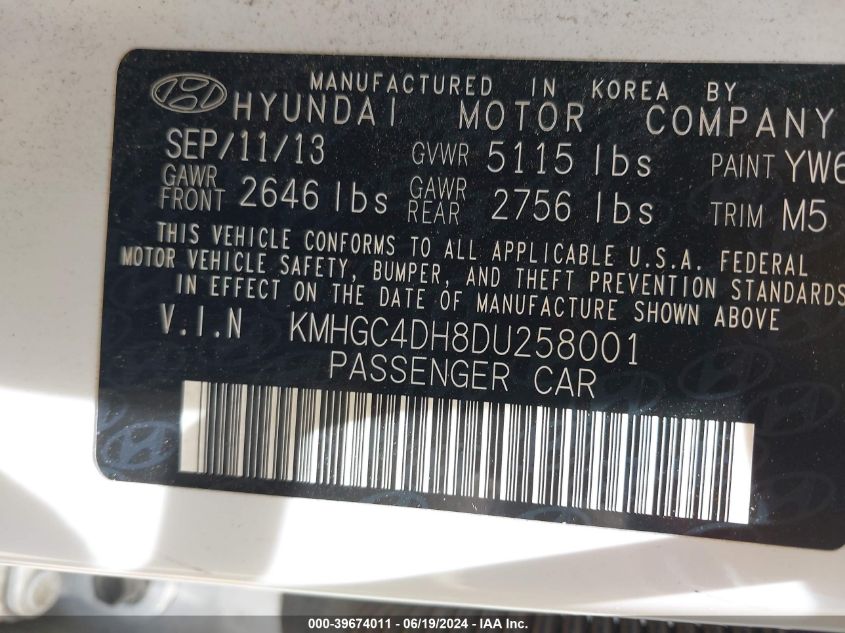 MANUFACTURED IN KOREA BY
HYUNDAI MOTOR COMPANY
SEP/11/13 GVWR 5115 lbs PAINT YW6
GAWR FRONT 2646 lbs GAWR REAR 2756 lbs TRIM M5
THIS VEHICLE CONFORMS TO ALL APPLICABLE U.S.A. FEDERAL
MOTOR VEHICLE SAFETY, BUMPER, AND THEFT PREVENTION STANDARDS
IN EFFECT ON THE DATE OF MANUFACTURE SHOWN ABOVE
V.I.N KMHGC4DH8DU258001
PASSENGER CAR
000-39674011 - 06/19/2024 - IAA Inc.